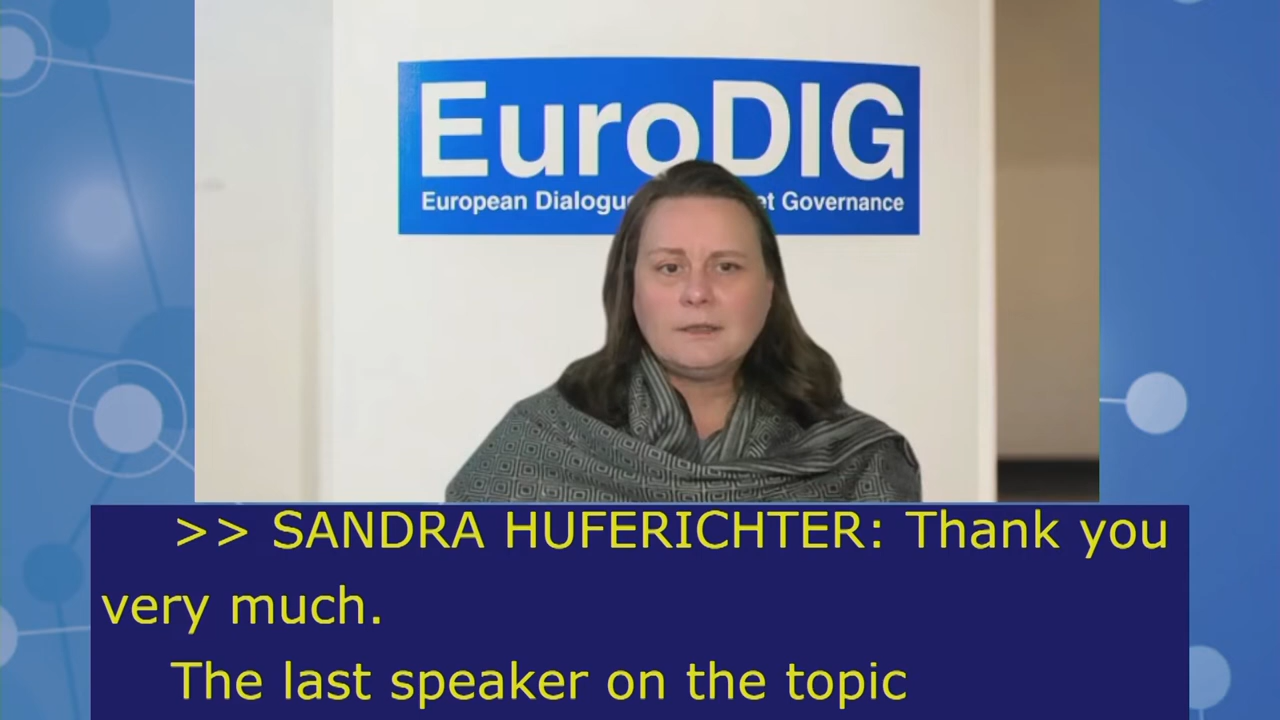 EuroDIG
European Dialogu et Governance
>> SANDRA HUFERICHTER: Thank you
very much.
The last speaker on the topic